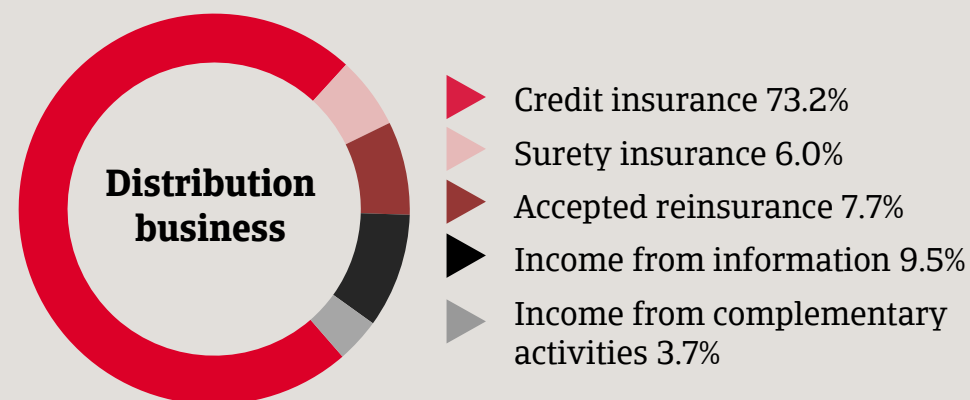 Distribution
business
Credit insurance 73.2%
Surety insurance 6.0%
Accepted reinsurance 7.7%
Income from information 9.5%
Income from complementary
activities 3.7%